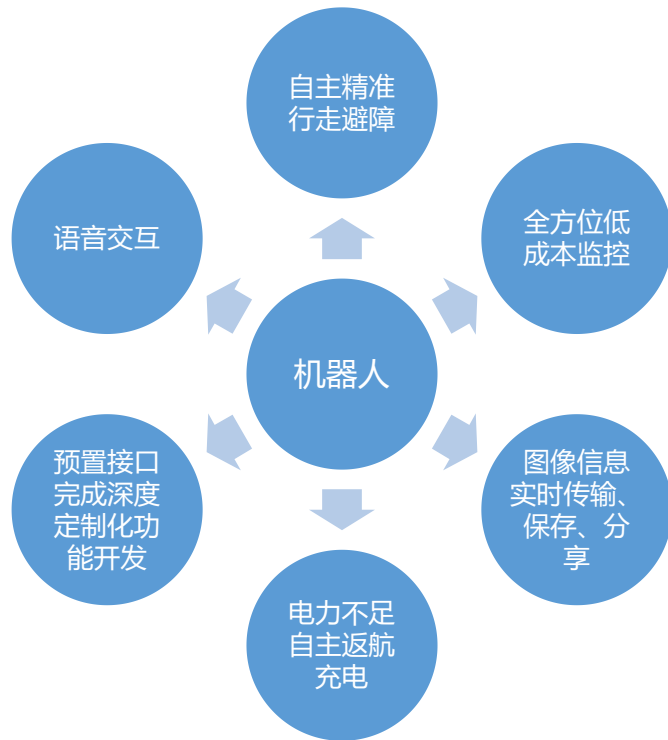 自主精准
行走避障
语音交互
全方位低
成本监控
机器人
预置接口
完成深度
定制化功
能开发
图像信息
实时传输、
保存、分
享
电力不足
自主返航
充电